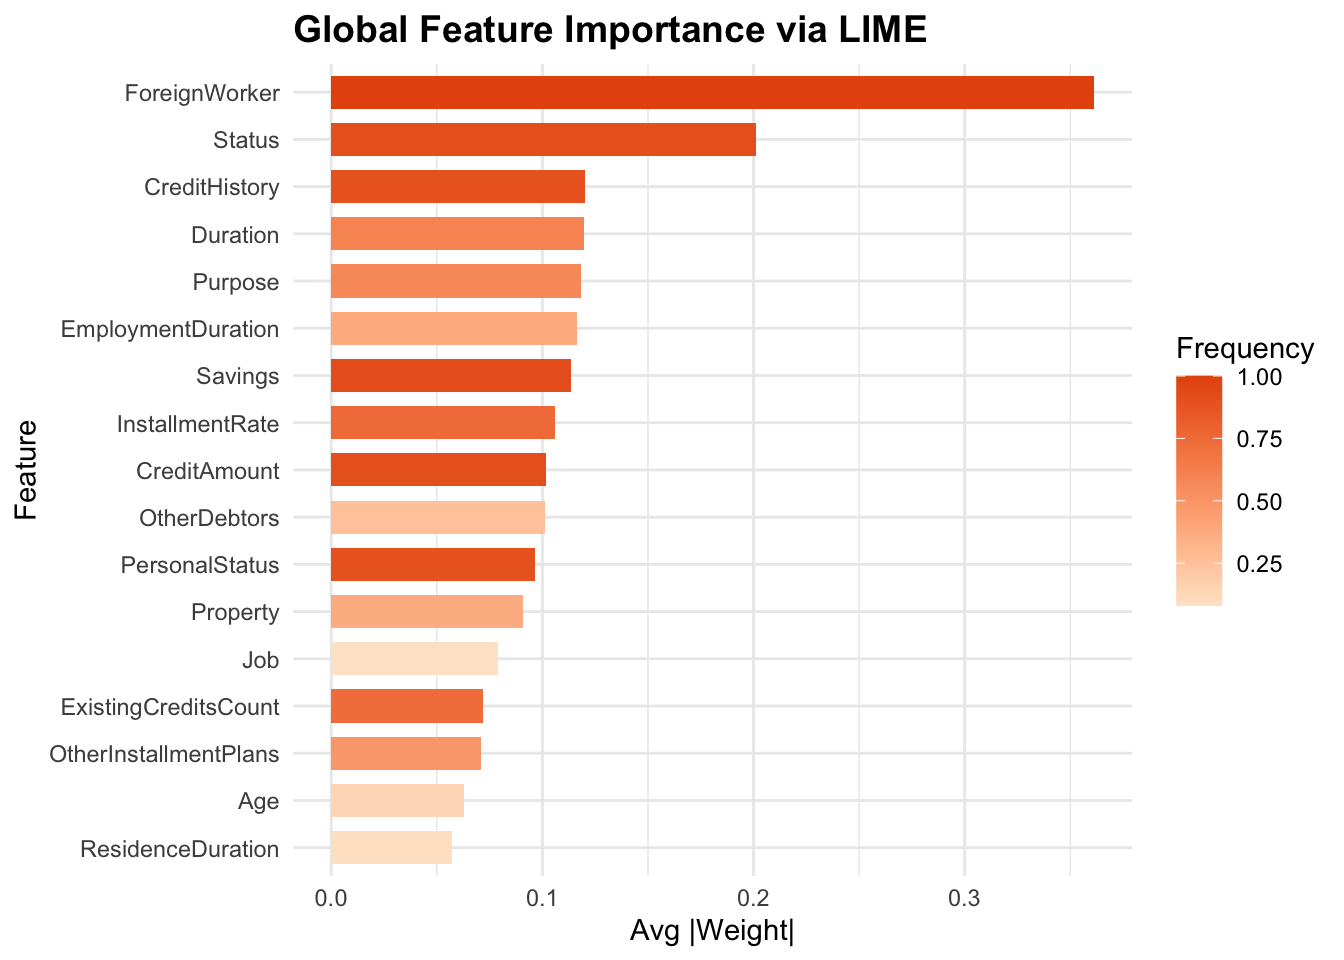 Global Feature Importance via LIME
Feature
ForeignWorker
Status
CreditHistory
Duration
Purpose
EmploymentDuration
Savings
InstallmentRate
CreditAmount
OtherDebtors
PersonalStatus
Property
Job
ExistingCreditsCount
OtherInstallmentPlans
Age
ResidenceDuration
0.0 0.1 0.2 0.3
Avg |Weight|
Frequency
1.00
0.75
0.50
0.25